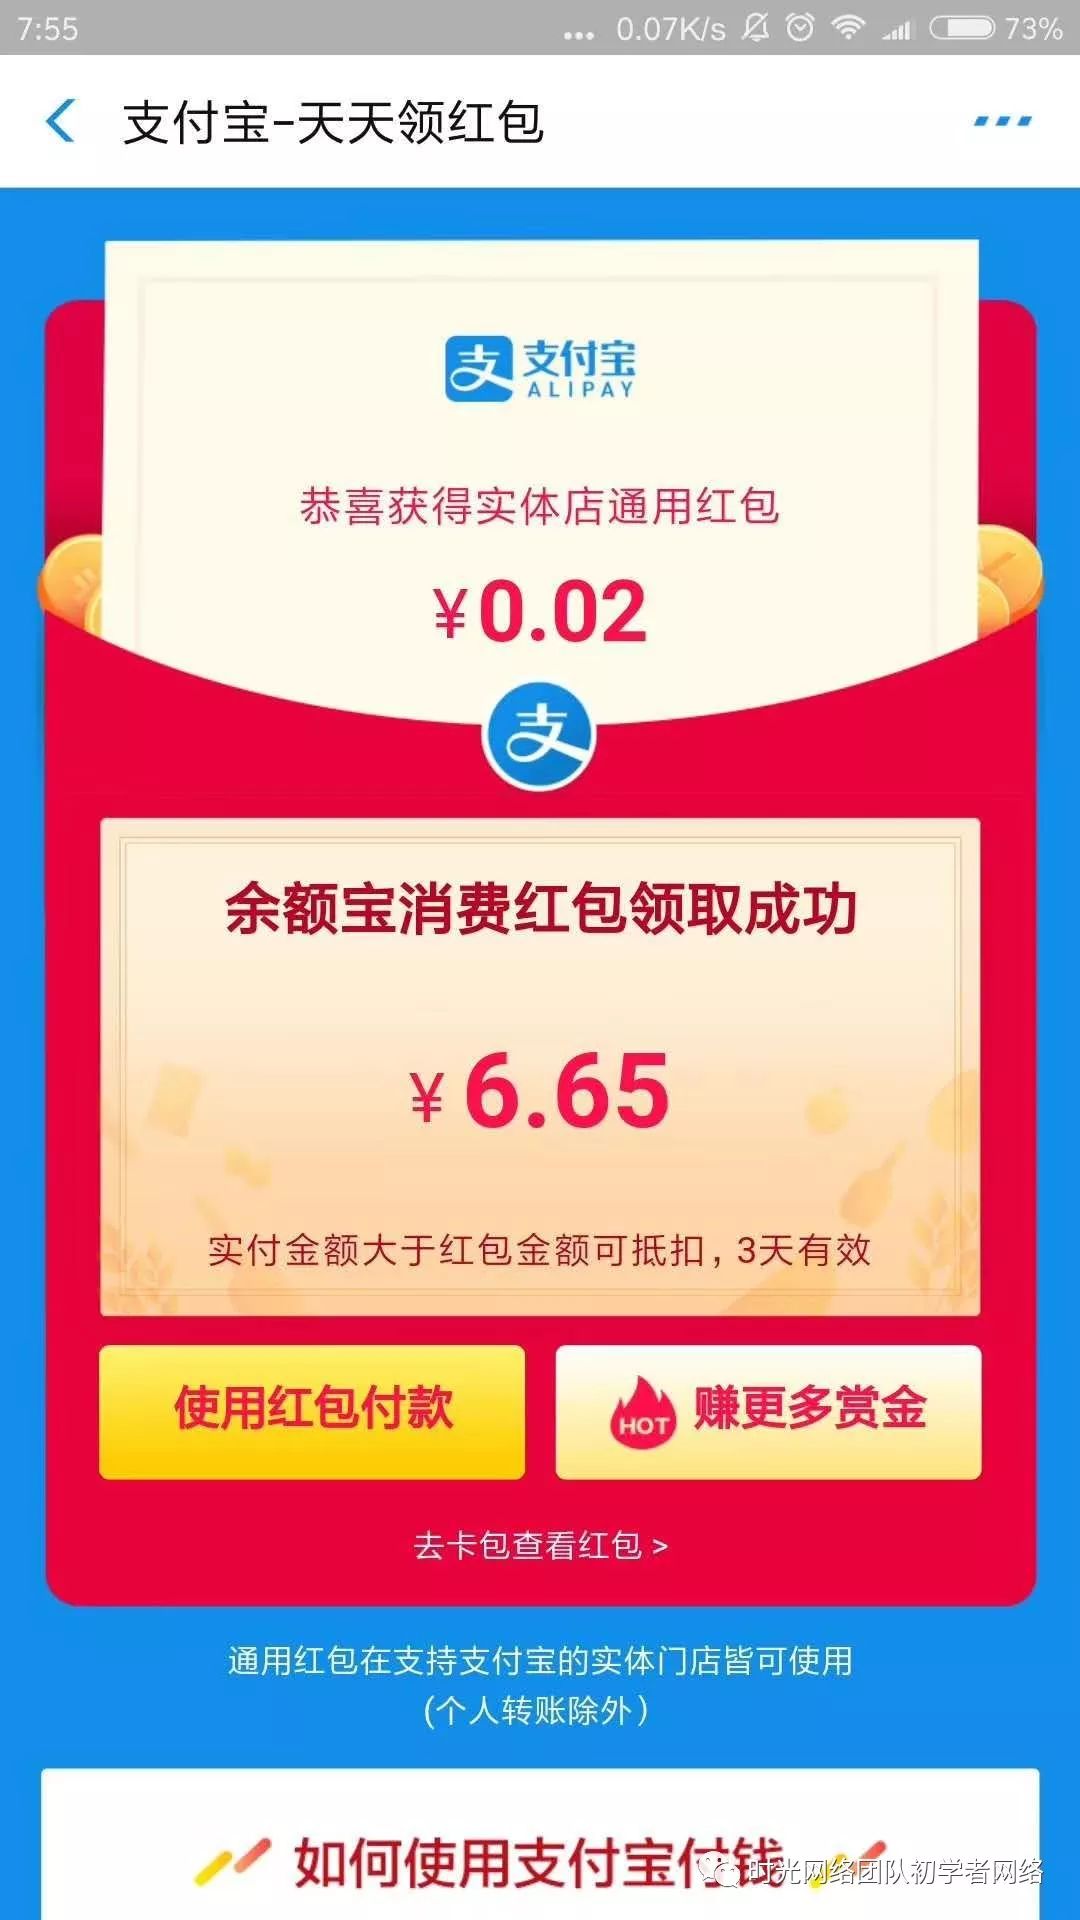 7:55
... 0.07K/s 73%
支付宝-天天领红包
支 支付宝
ALIPAY
恭喜获得实体店通用红包
¥0.02
支
余额宝消费红包领取成功
¥6.65
实付金额大于红包金额可抵扣，3天有效
使用红包付款
HOT 赚更多赏金
去卡包查看红包 >
通用红包在支持支付宝的实体门店皆可使用
(个人转账除外)
如何使用支付宝付钱
时光网络团队初学者网络